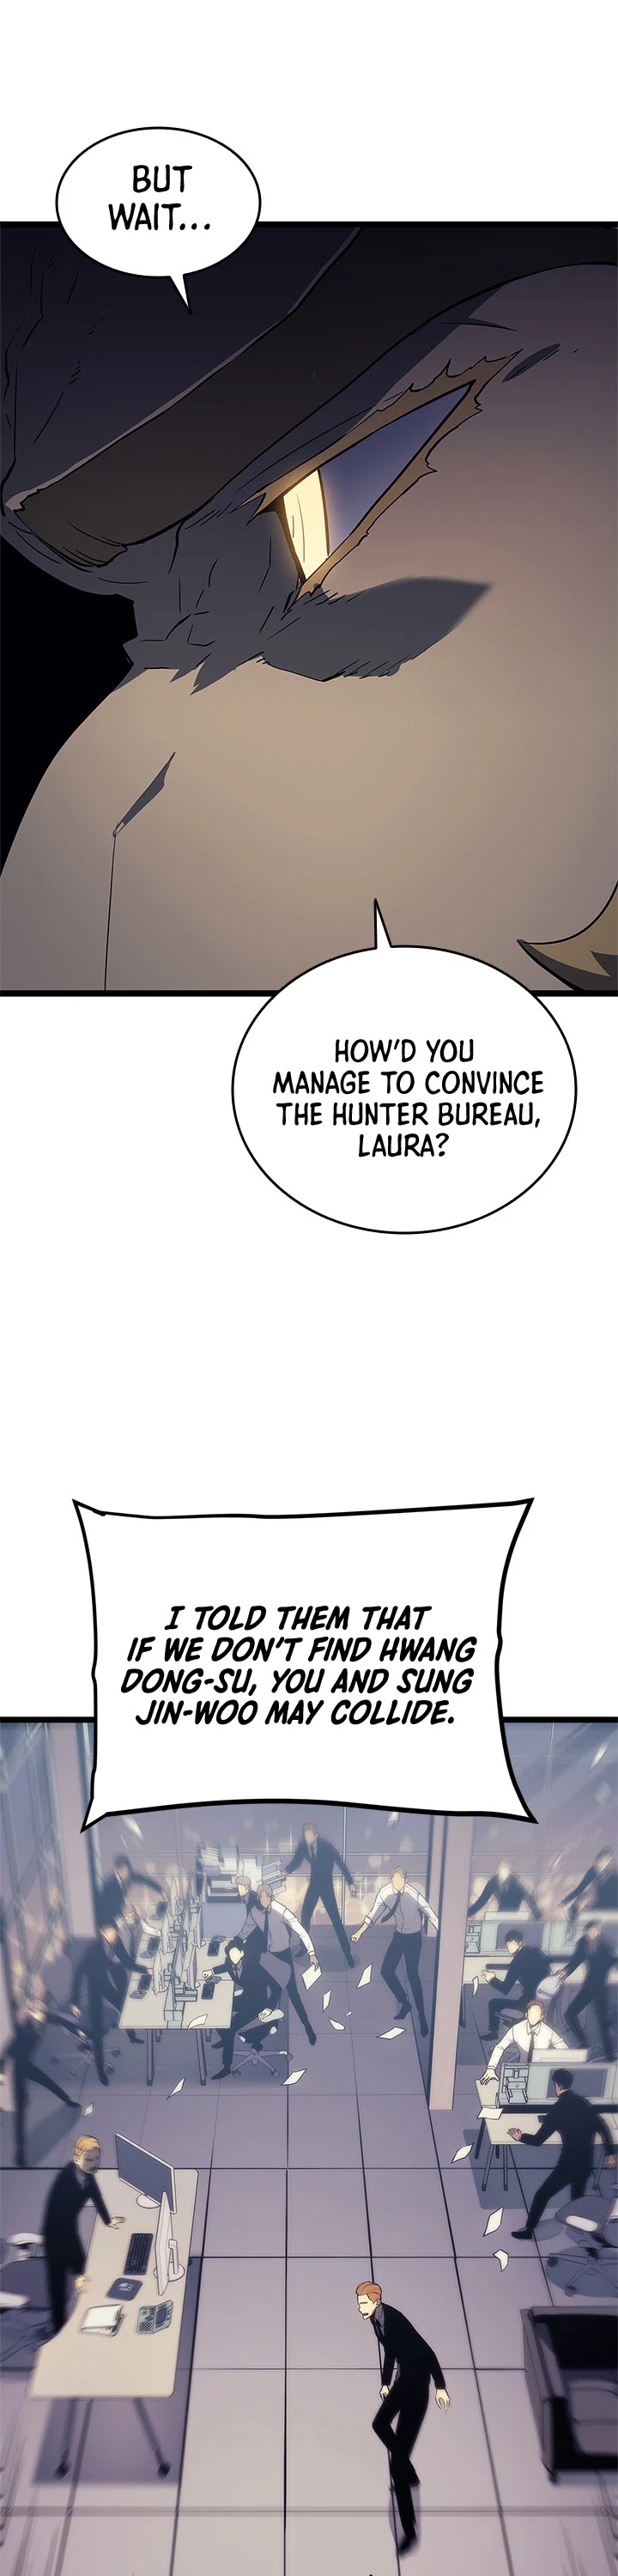 BUT
WAIT...
HOW'D YOU
MANAGE TO CONVINCE
THE HUNTER BUREAU,
LAURA?
I TOLD THEM THAT
IF WE DON'T FIND HWANG
DONG-SU, YOU AND SUNG
JIN-WOO MAY COLLIDE.